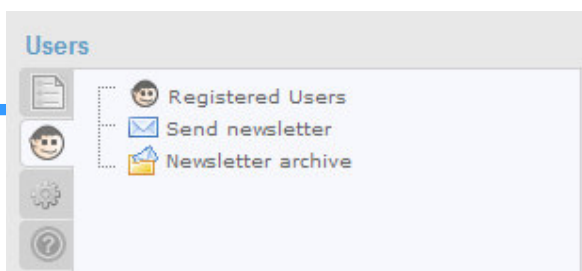 Users
Registered Users
Send newsletter
Newsletter archive